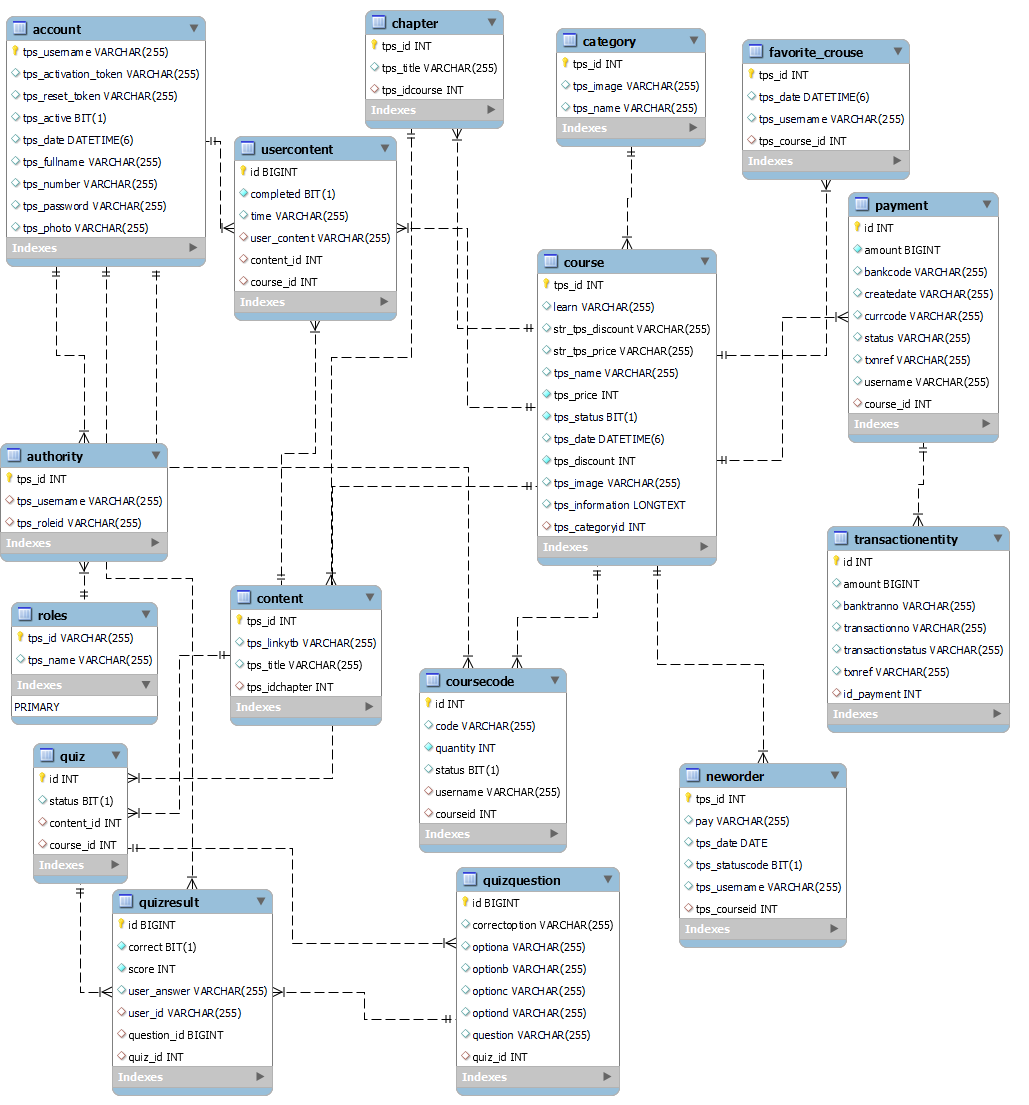 account
tps_username VARCHAR(255)
tps_activation_token VARCHAR(255)
tps_reset_token VARCHAR(255)
tps_active BIT(1)
tps_date DATETIME(6)
tps_fullname VARCHAR(255)
tps_number VARCHAR(255)
tps_password VARCHAR(255)
tps_photo VARCHAR(255)
Indexes
chapter
tps_id INT
tps_title VARCHAR(255)
tps_idcourse INT
Indexes
category
tps_id INT
tps_image VARCHAR(255)
tps_name VARCHAR(255)
Indexes
favorite_crouse
tps_id INT
tps_date DATETIME(6)
tps_username VARCHAR(255)
tps_course_id INT
Indexes
usercontent
id BIGINT
completed BIT(1)
time VARCHAR(255)
user_content VARCHAR(255)
content_id INT
course_id INT
Indexes
payment
id INT
amount BIGINT
bankcode VARCHAR(255)
createdate VARCHAR(255)
currcode VARCHAR(255)
status VARCHAR(255)
txnref VARCHAR(255)
username VARCHAR(255)
course_id INT
Indexes
course
tps_id INT
learn VARCHAR(255)
str_tps_discount VARCHAR(255)
str_tps_price VARCHAR(255)
tps_name VARCHAR(255)
tps_price INT
tps_status BIT(1)
tps_date DATETIME(6)
tps_discount INT
tps_image VARCHAR(255)
tps_information LONGTEXT
tps_categoryid INT
Indexes
authority
tps_id INT
tps_username VARCHAR(255)
tps_roleid VARCHAR(255)
Indexes
transactionentity
id INT
amount BIGINT
banktranno VARCHAR(255)
transactionno VARCHAR(255)
transactionstatus VARCHAR(255)
txnref VARCHAR(255)
id_payment INT
Indexes
roles
tps_id VARCHAR(255)
tps_name VARCHAR(255)
Indexes
PRIMARY
content
tps_id INT
tps_linkytb VARCHAR(255)
tps_title VARCHAR(255)
tps_idchapter INT
Indexes
coursecode
id INT
code VARCHAR(255)
quantity INT
status BIT(1)
username VARCHAR(255)
courseid INT
Indexes
quiz
id INT
status BIT(1)
content_id INT
course_id INT
Indexes
neworder
tps_id INT
pay VARCHAR(255)
tps_date DATE
tps_statuscode BIT(1)
tps_username VARCHAR(255)
tps_courseid INT
Indexes
quizresult
id BIGINT
correct BIT(1)
score INT
user_answer VARCHAR(255)
user_id VARCHAR(255)
question_id BIGINT
quiz_id INT
Indexes
quizquestion
id BIGINT
correctoption VARCHAR(255)
optiona VARCHAR(255)
optionb VARCHAR(255)
optionc VARCHAR(255)
optiond VARCHAR(255)
question VARCHAR(255)
quiz_id INT
Indexes